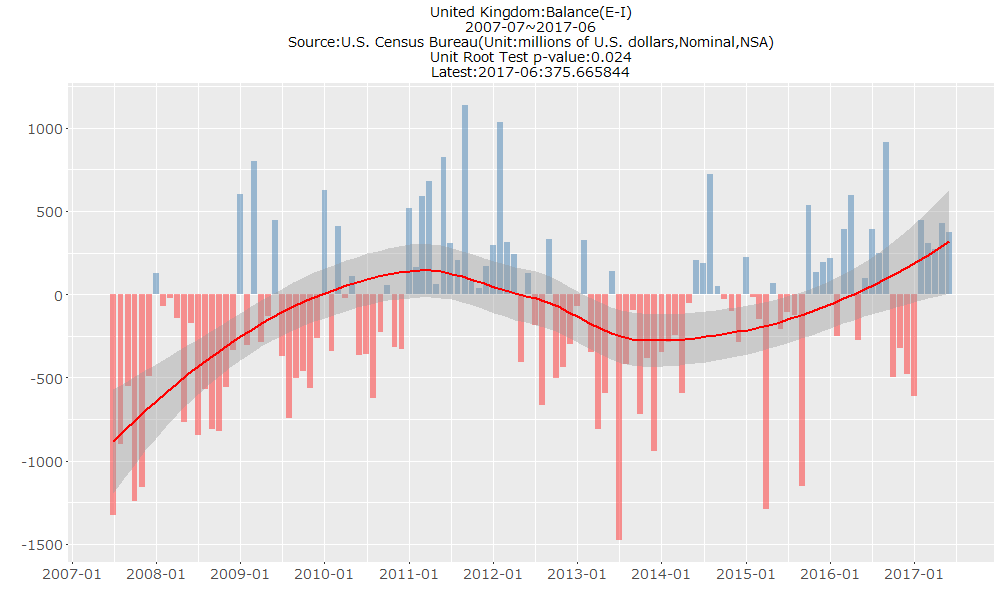 United Kingdom:Balance(E-I)
2007-07~2017-06
Source:U.S. Census Bureau(Unit:millions of U.S. dollars,Nominal,NSA)
Unit Root Test p-value:0.024
Latest:2017-06:375.665844
1000
500
0
-500
-1000
-1500
2007-01 2008-01 2009-01 2010-01 2011-01 2012-01 2013-01 2014-01 2015-01 2016-01 2017-01